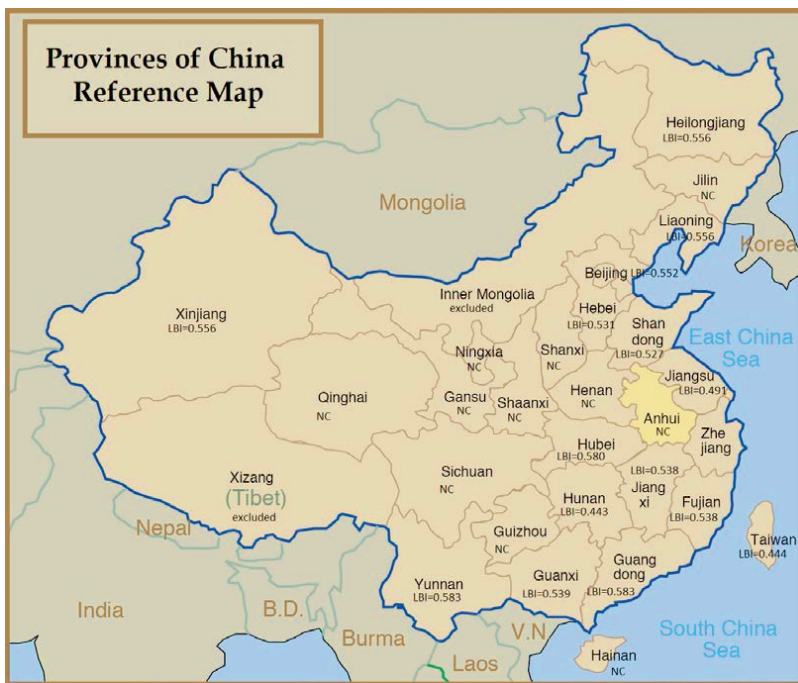 Provinces of China
Reference Map
Heilongjiang
LBI=0.556
Jilin
NC
Mongolia
Liaoning
LBI=0.556
Korea
Beijing LBI=0.552
Inner Mongolia
excluded
Hebei
LBI=0.531
Xinjiang
LBI=0.556
Shan
dong
LBI=0.527
East China
Sea
Ningxia
NC
Shanxi
NC
Jiangsu
LBI=0.491
Qinghai
NC
Gansu
NC
Shaanxi
NC
Henan
NC
Anhui
NC
Zhe
jiang
Hubei
LBI=0.580
Sichuan
NC
LBI=0.538
Xizang
(Tibet)
excluded
Jiang
xi
Hunan
LBI=0.443
Fujian
LBI=0.538
Nepal
Guizhou
NC
Taiwan
LBI=0.444
Guang
dong
LBI=0.583
Yunnan
LBI=0.583
Guanxi
LBI=0.539
India
B.D.
Burma
V.N
South China
Sea
Laos
Hainan
NC